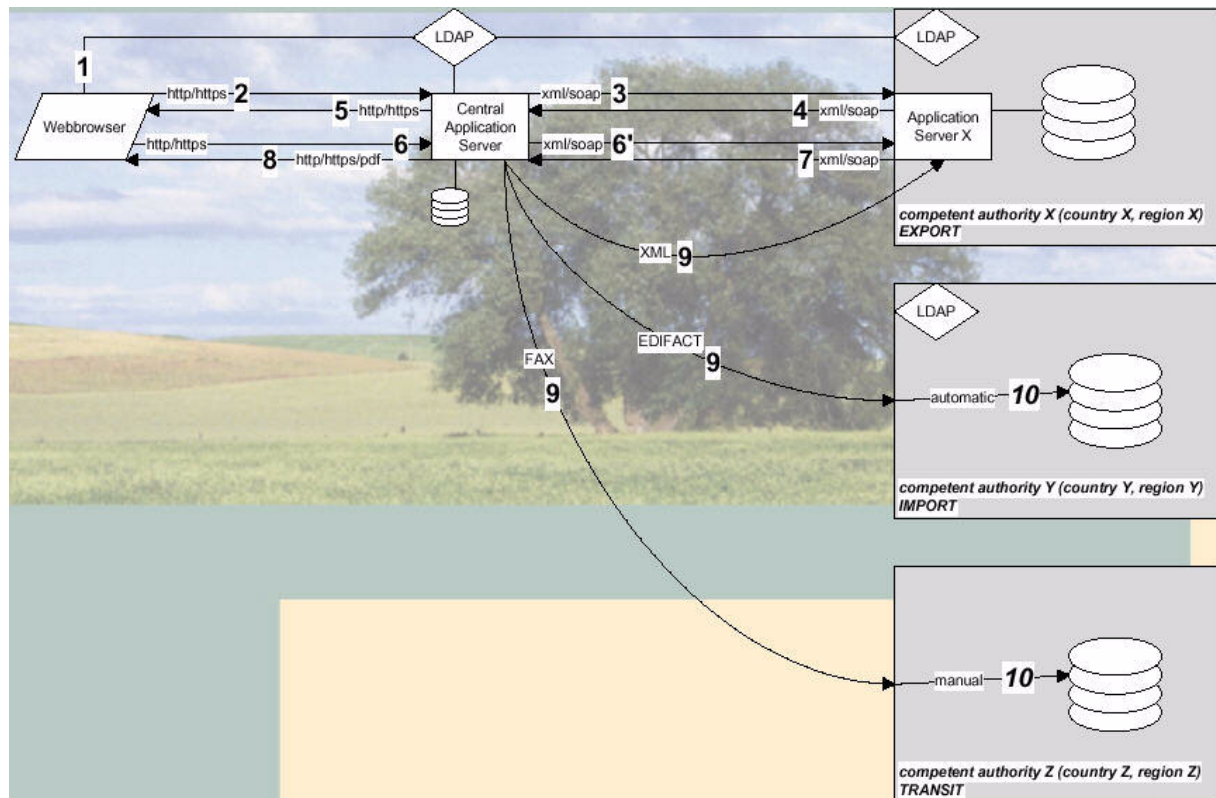 LDAP
LDAP
1
http/https 2
xml/soap 3
Webbrowser
5 http/https
Central
Application
Server
4 xml/soap
Application
Server X
http/https 6
xml/soap 6'
8 http/https/pdf
7 xml/soap
competent authority X (country X, region X)
EXPORT
XML 9
LDAP
EDIFACT
9
FAX
9
automatic 10
competent authority Y (country Y, region Y)
IMPORT
manual 10
competent authority Z (country Z, region Z)
TRANSIT